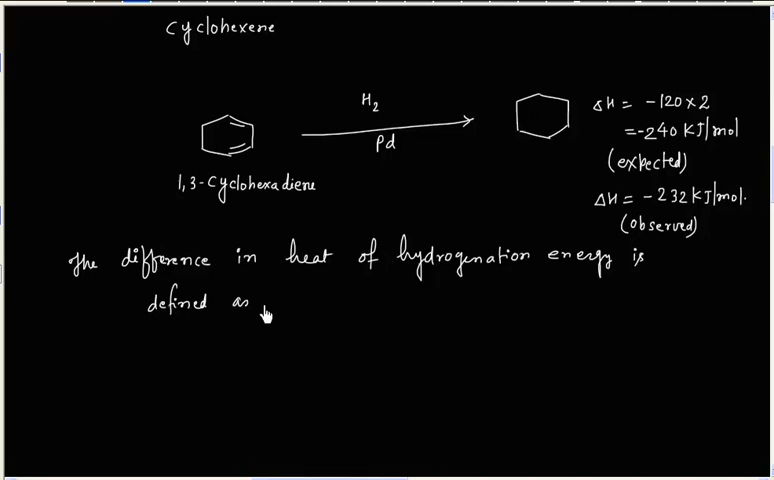 Cyclohexene
H2
Pd
1,3-Cyclohexadiene
ΔH = -120 x 2
= -240 KJ/mol
(expected)
ΔH = -232 KJ/mol.
(observed)
The difference in heat of hydrogenation energy is
defined as